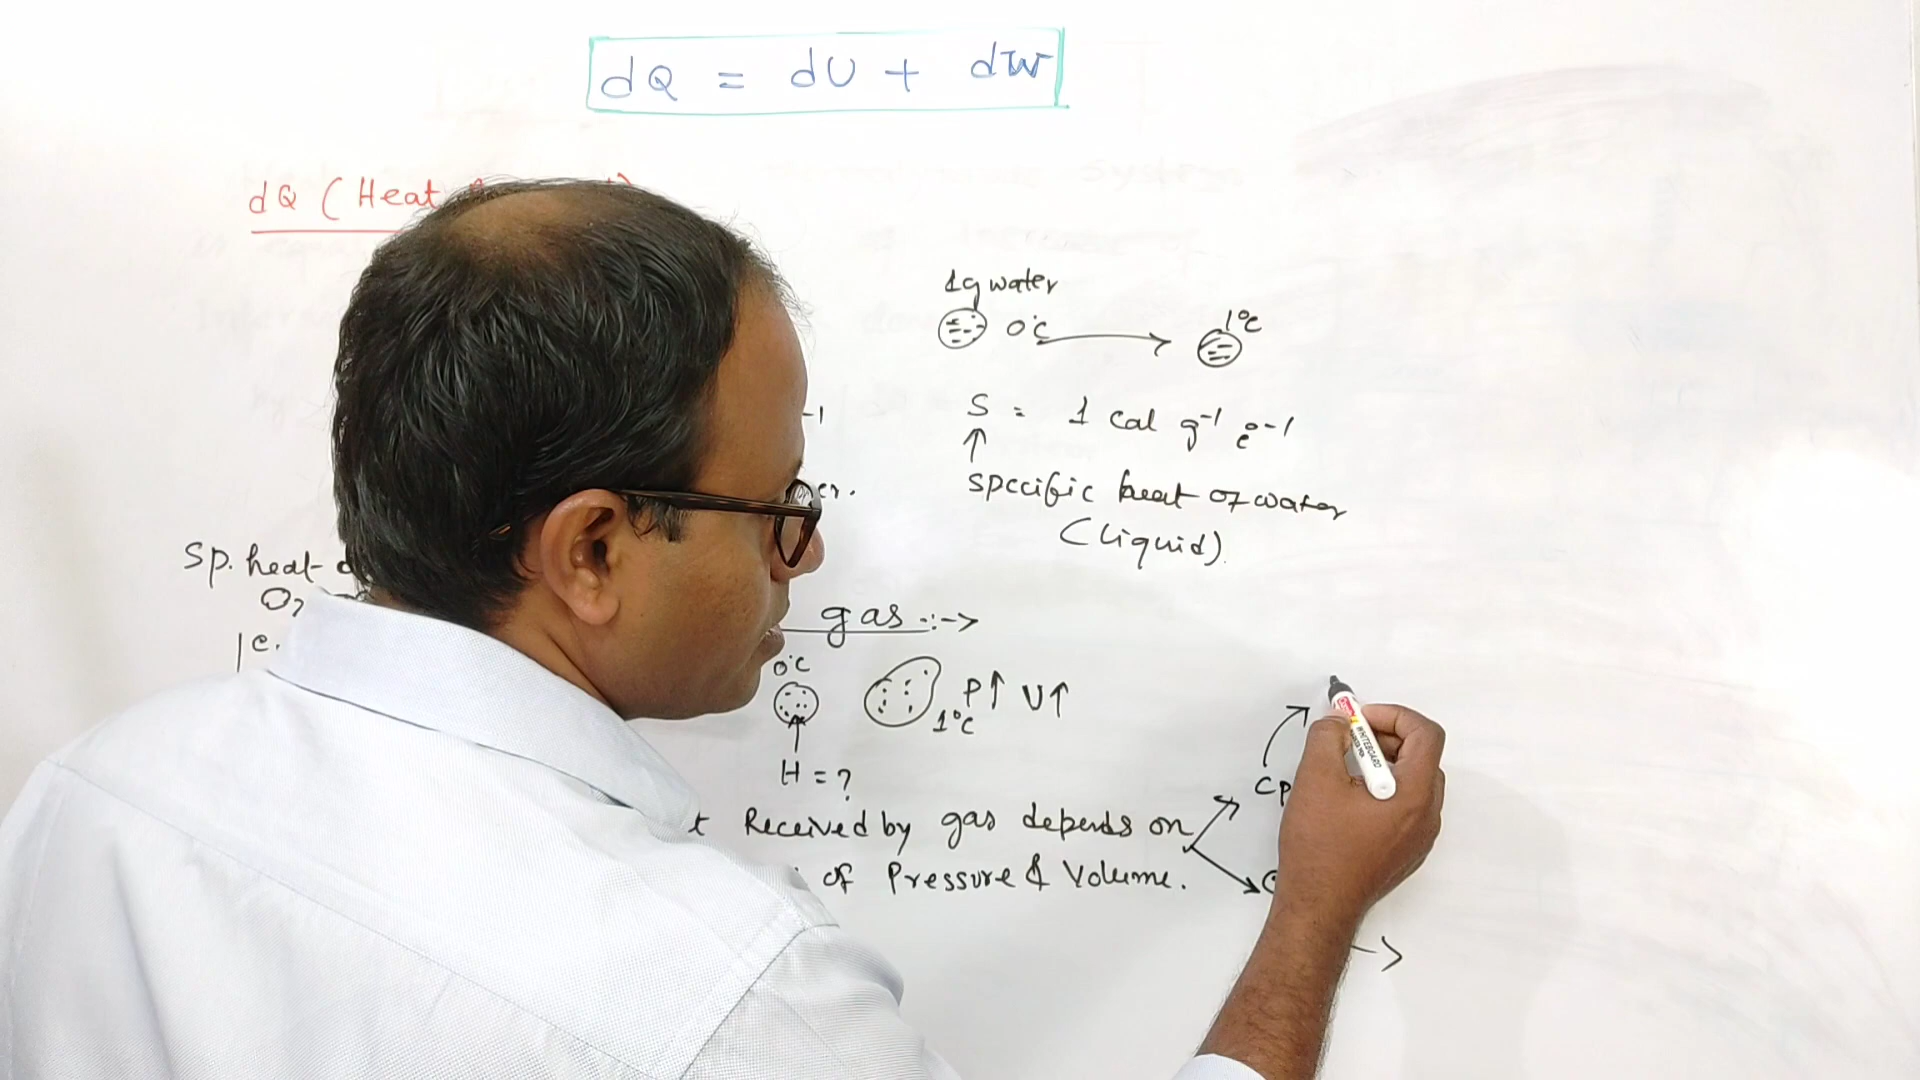 dQ = dU + dW
dQ ( Heat
1g water
0°C
1°C
S = 1 Cal g⁻¹ °C⁻¹
specific heat of water
(Liquid).
Sp. heat
gas :->
0°C
P↑ V↑
1°C
H = ?
Received by gas depends on
of Pressure & Volume.
CP
WHITEBOARD